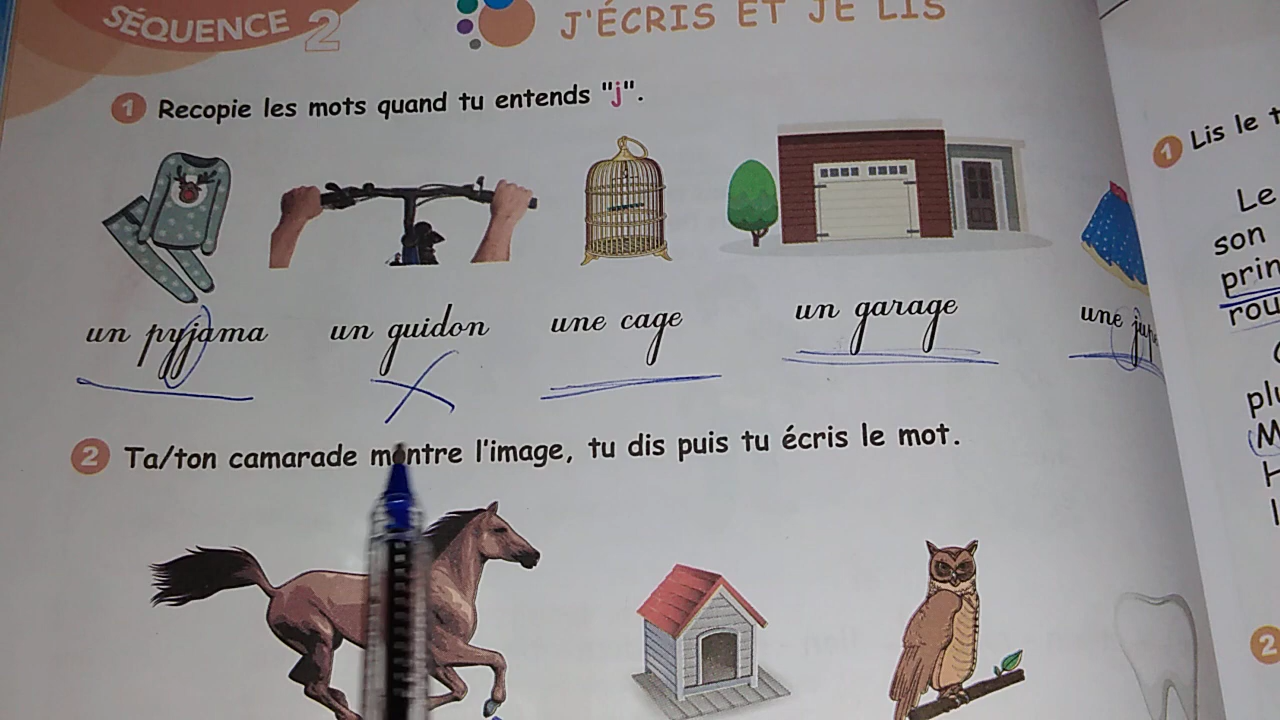 SÉQUENCE 2
J'ÉCRIS ET JE LIS
1 Recopie les mots quand tu entends "j".
un pyjama
un guidon
une cage
un garage
une
2 Ta/ton camarade montre l'image, tu dis puis tu écris le mot.
1 Lis le
Le
son
2